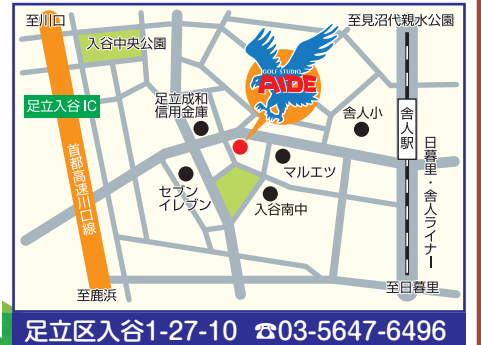 至川口
至見沼代親水公園
入谷中央公園
GOLF STUDIO
AIDE
足立入谷IC
足立成和
信用金庫
舎人小
舎人駅
首都高速川口線
マルエツ
セブン
イレブン
入谷南中
日暮里・舎人ライナー
至鹿浜
至日暮里
足立区入谷1-27-10 ☎03-5647-6496